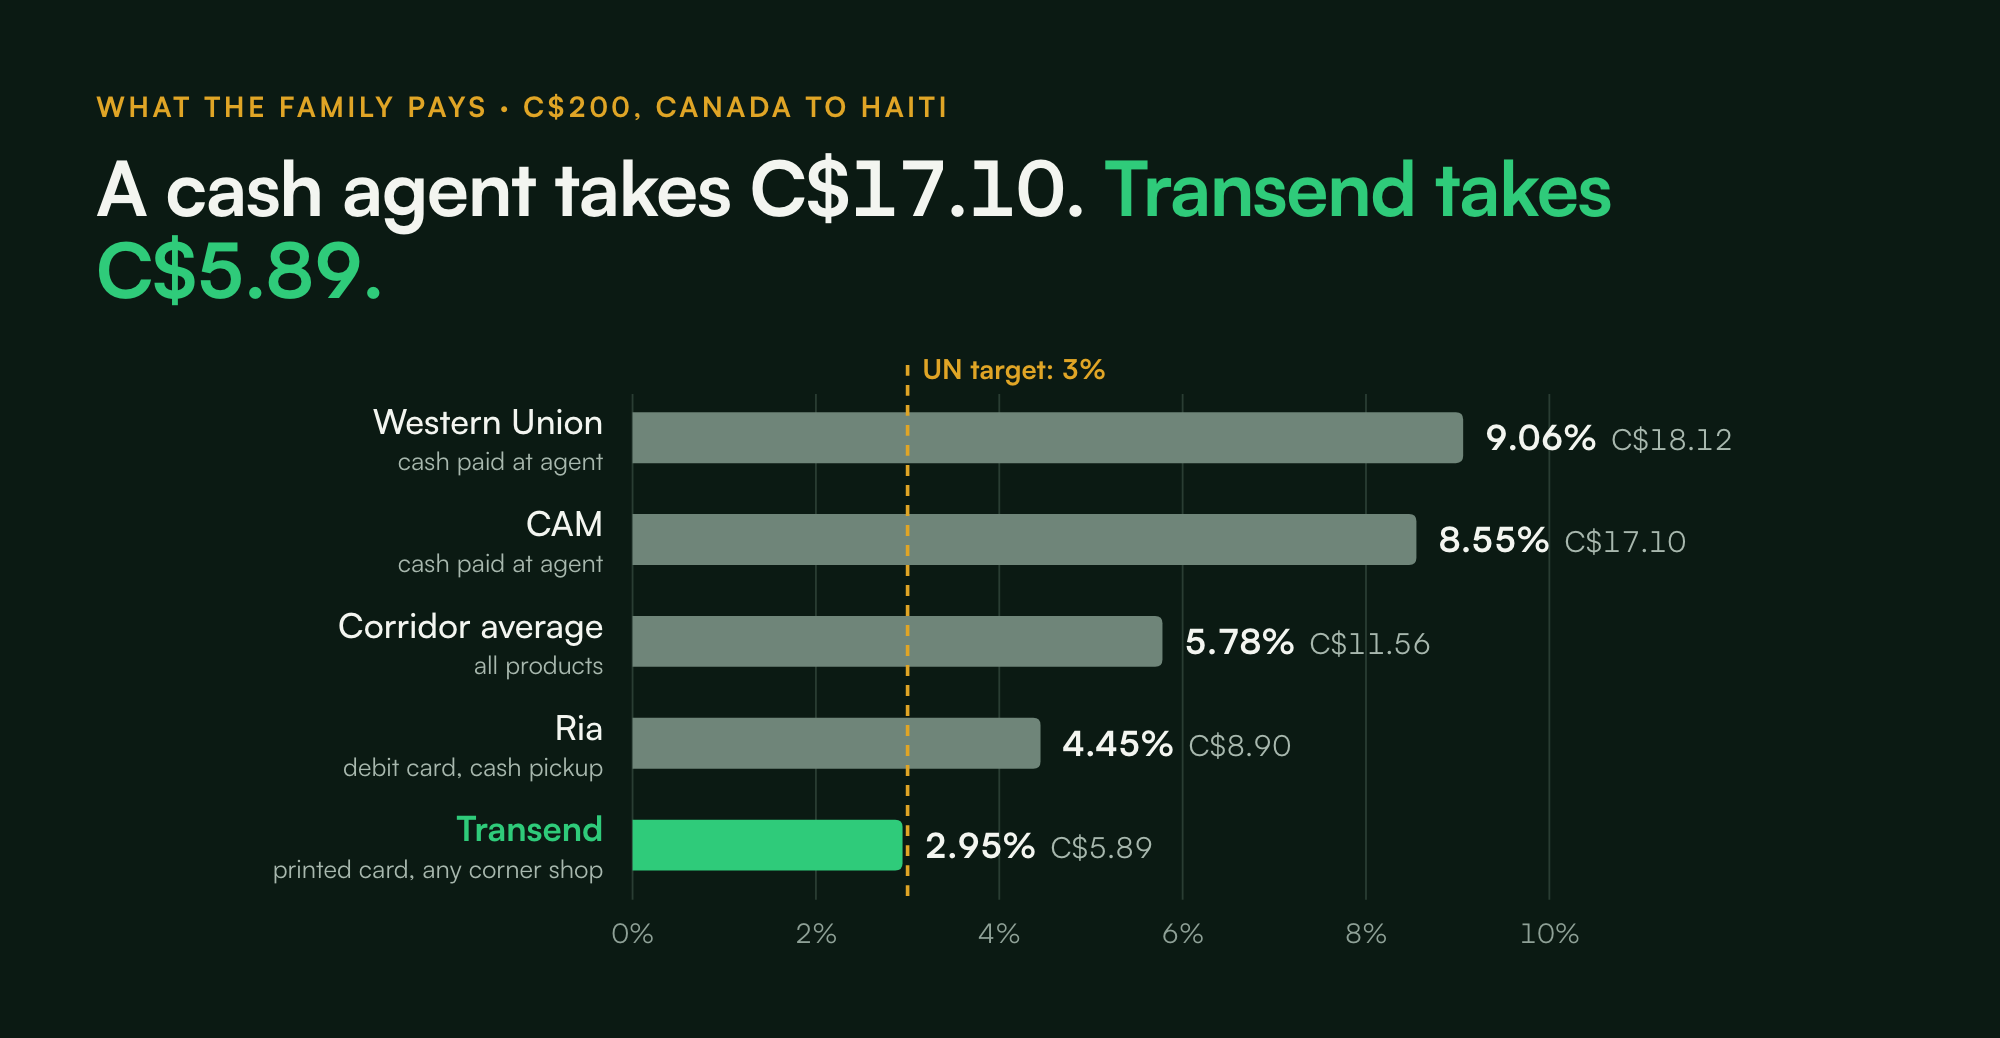 WHAT THE FAMILY PAYS · C$200, CANADA TO HAITI
A cash agent takes C$17.10. Transend takes
C$5.89.
UN target: 3%
Western Union
cash paid at agent
9.06% C$18.12
CAM
cash paid at agent
8.55% C$17.10
Corridor average
all products
5.78% C$11.56
Ria
debit card, cash pickup
4.45% C$8.90
Transend
printed card, any corner shop
2.95% C$5.89
0% 2% 4% 6% 8% 10%